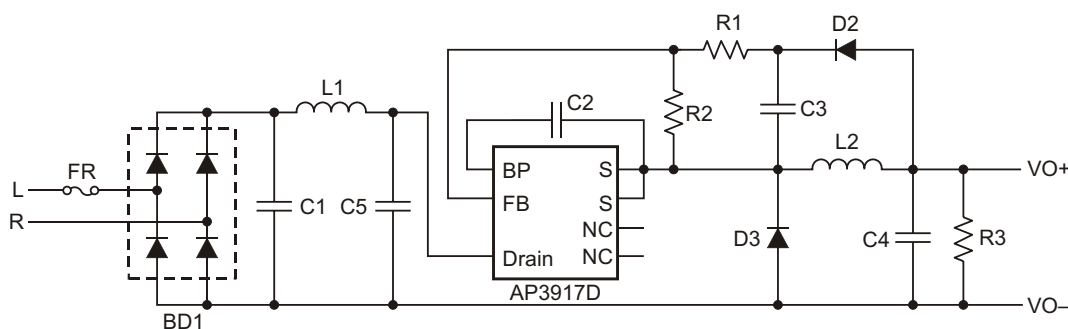 R1
D2
L1
C2
R2
C3
L2
FR
BP
S
VO+
L
C1
C5
FB
S
R
NC
D3
C4
R3
Drain
NC
AP3917D
BD1
VO–